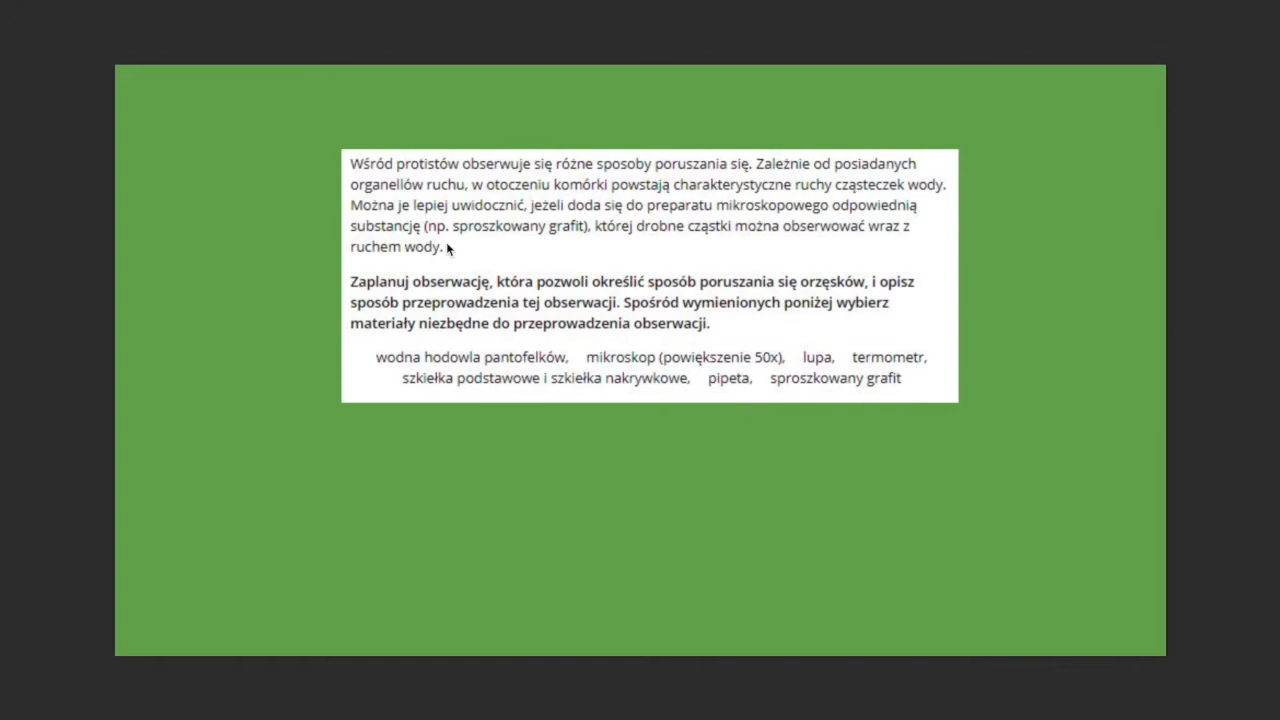 Wśród protistów obserwuje się różne sposoby poruszania się. Zależnie od posiadanych
organellów ruchu, w otoczeniu komórki powstają charakterystyczne ruchy cząsteczek wody.
Można je lepiej uwidocznić, jeżeli doda się do preparatu mikroskopowego odpowiednią
substancję (np. sproszkowany grafit), której drobne cząstki można obserwować wraz z
ruchem wody.
Zaplanuj obserwację, która pozwoli określić sposób poruszania się orzęsków, i opisz
sposób przeprowadzenia tej obserwacji. Spośród wymienionych poniżej wybierz
materiały niezbędne do przeprowadzenia obserwacji.
wodna hodowla pantofelków, mikroskop (powiększenie 50x), lupa, termometr,
szkiełka podstawowe i szkiełka nakrywkowe, pipeta, sproszkowany grafit